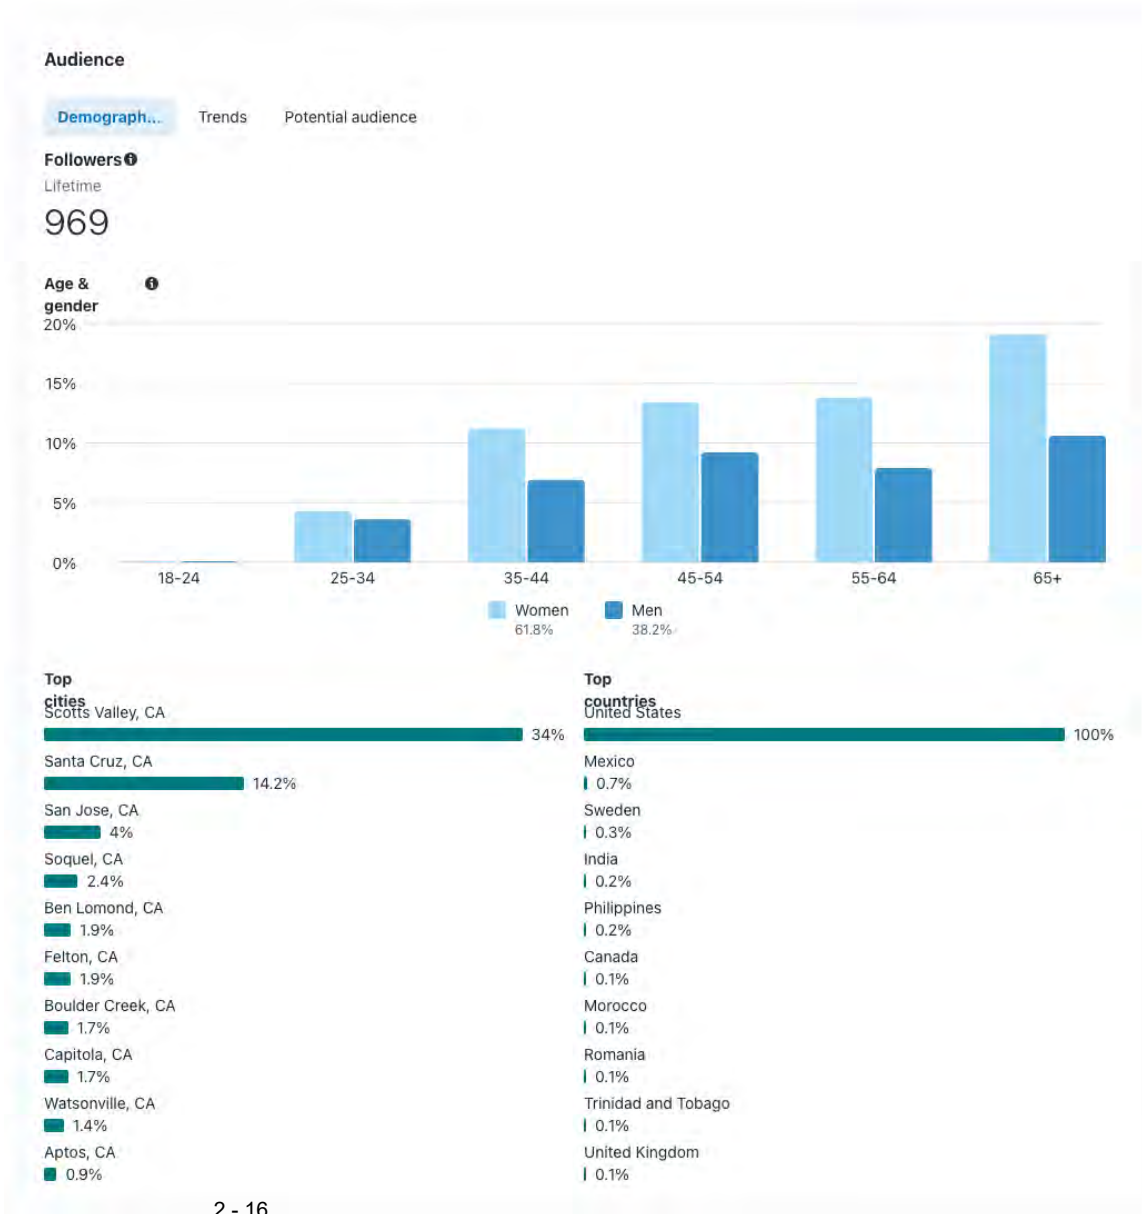 Audience
Demograph... Trends Potential audience
Followers
Lifetime
969
Age &
gender
20%
15%
10%
5%
0%
18-24 25-34 35-44 45-54 55-64 65+
Women Men
61.8% 38.2%
Top
cities
Scotts Valley, CA
34%
Santa Cruz, CA
14.2%
San Jose, CA
4%
Soquel, CA
2.4%
Ben Lomond, CA
1.9%
Felton, CA
1.9%
Boulder Creek, CA
1.7%
Capitola, CA
1.7%
Watsonville, CA
1.4%
Aptos, CA
0.9%
Top
countries
United States
100%
Mexico
0.7%
Sweden
0.3%
India
0.2%
Philippines
0.2%
Canada
0.1%
Morocco
0.1%
Romania
0.1%
Trinidad and Tobago
0.1%
United Kingdom
0.1%
2 - 16